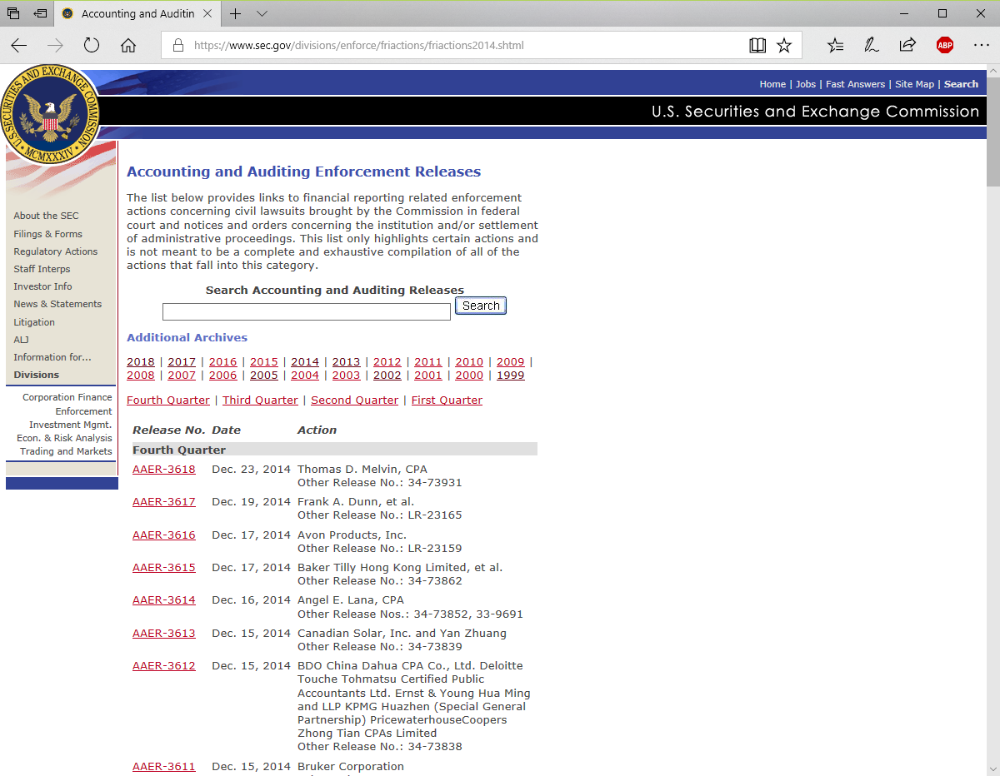 Accounting and Auditin
https://www.sec.gov/divisions/enforce/friactions/friactions2014.shtml
ABP
Home | Jobs | Fast Answers | Site Map | Search
U.S. Securities and Exchange Commission
U.S. SECURITIES AND EXCHANGE COMMISSION
MCMXXXIV
About the SEC
Filings & Forms
Regulatory Actions
Staff Interps
Investor Info
News & Statements
Litigation
ALJ
Information for...
Divisions
Corporation Finance
Enforcement
Investment Mgmt.
Econ. & Risk Analysis
Trading and Markets
Accounting and Auditing Enforcement Releases
The list below provides links to financial reporting related enforcement
actions concerning civil lawsuits brought by the Commission in federal
court and notices and orders concerning the institution and/or settlement
of administrative proceedings. This list only highlights certain actions and
is not meant to be a complete and exhaustive compilation of all of the
actions that fall into this category.
Search Accounting and Auditing Releases
Search
Additional Archives
2018 | 2017 | 2016 | 2015 | 2014 | 2013 | 2012 | 2011 | 2010 | 2009 |
2008 | 2007 | 2006 | 2005 | 2004 | 2003 | 2002 | 2001 | 2000 | 1999
Fourth Quarter | Third Quarter | Second Quarter | First Quarter
Release No. Date Action
Fourth Quarter
AAER-3618 Dec. 23, 2014 Thomas D. Melvin, CPA
Other Release No.: 34-73931
AAER-3617 Dec. 19, 2014 Frank A. Dunn, et al.
Other Release No.: LR-23165
AAER-3616 Dec. 17, 2014 Avon Products, Inc.
Other Release No.: LR-23159
AAER-3615 Dec. 17, 2014 Baker Tilly Hong Kong Limited, et al.
Other Release No.: 34-73862
AAER-3614 Dec. 16, 2014 Angel E. Lana, CPA
Other Release Nos.: 34-73852, 33-9691
AAER-3613 Dec. 15, 2014 Canadian Solar, Inc. and Yan Zhuang
Other Release No.: 34-73839
AAER-3612 Dec. 15, 2014 BDO China Dahua CPA Co., Ltd. Deloitte
Touche Tohmatsu Certified Public
Accountants Ltd. Ernst & Young Hua Ming
and LLP KPMG Huazhen (Special General
Partnership) PricewaterhouseCoopers
Zhong Tian CPAs Limited
Other Release No.: 34-73838
AAER-3611 Dec. 15, 2014 Bruker Corporation